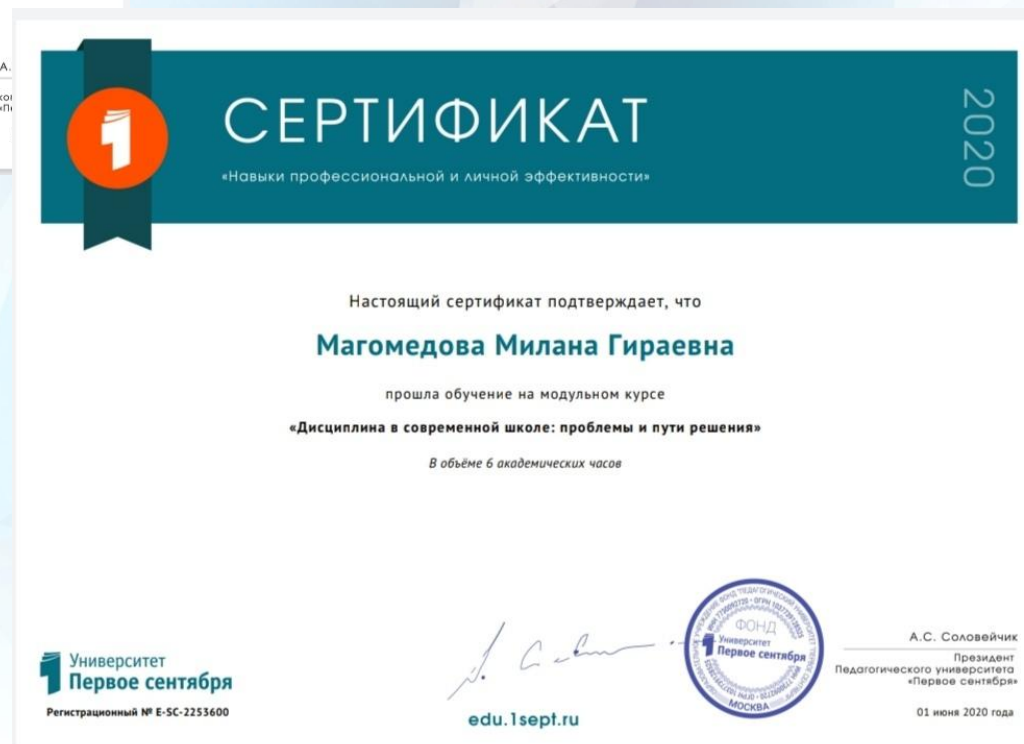 А.
СЕРТИФИКАТ
«Навыки профессиональной и личной эффективности»
2020
Настоящий сертификат подтверждает, что
Магомедова Милана Гираевна
прошла обучение на модульном курсе
«Дисциплина в современной школе: проблемы и пути решения»
В объёме 6 академических часов
Университет
Первое сентября
Регистрационный № E-SC-2253600
edu.1sept.ru
ФОНД
Университет
Первое сентября
МОСКВА
А.С. Соловейчик
Президент
Педагогического университета
«Первое сентября»
01 июня 2020 года